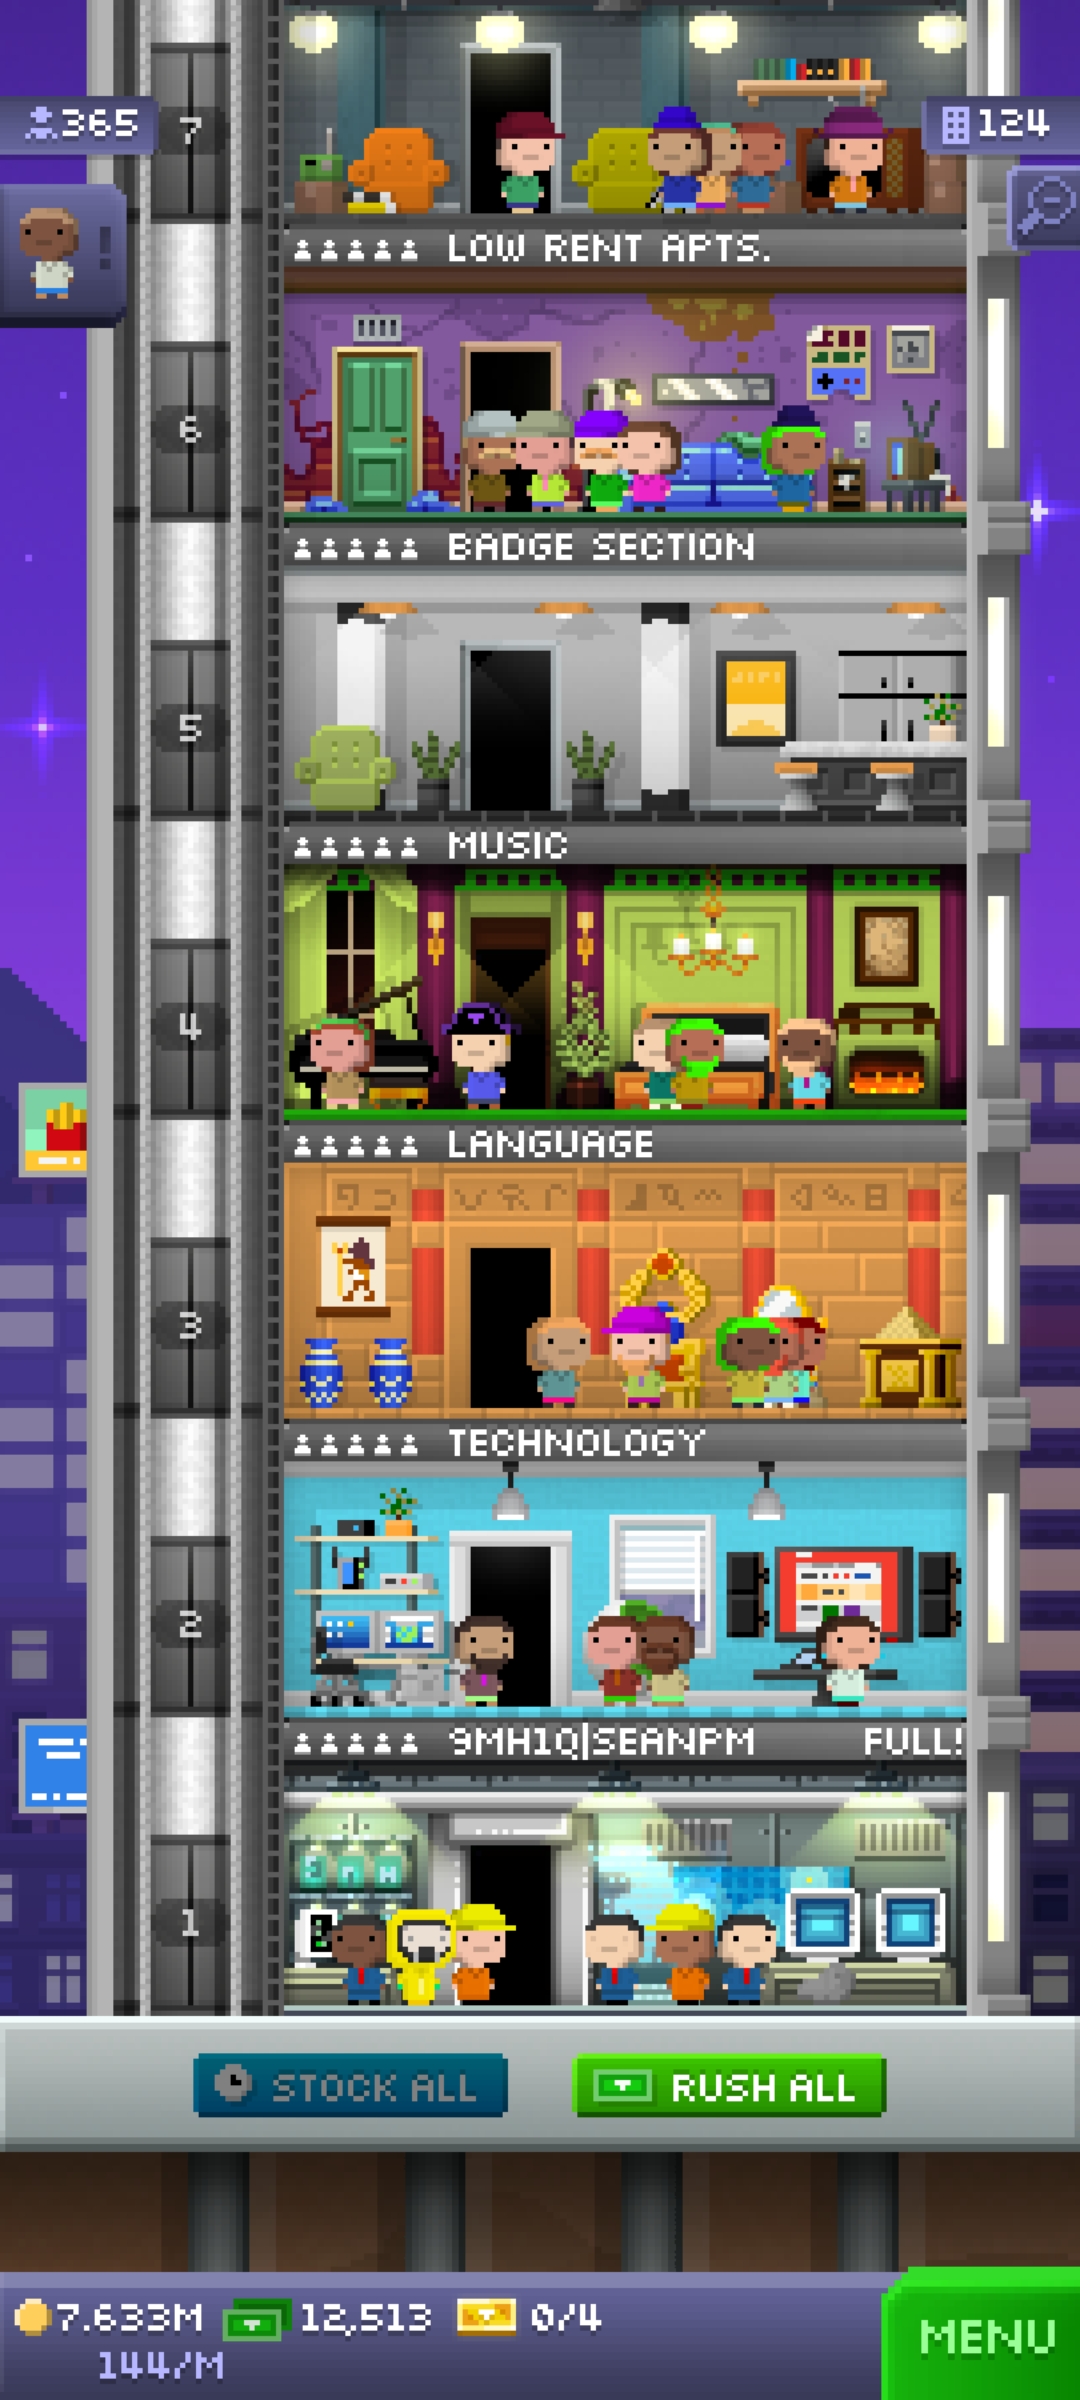 365
7
124
LOW RENT APTS.
6
BADGE SECTION
5
MUSIC
4
LANGUAGE
3
TECHNOLOGY
2
9MH1Q|SEANPM FULL!
1
STOCK ALL
RUSH ALL
7.633M 12,513 0/4
144/M
MENU